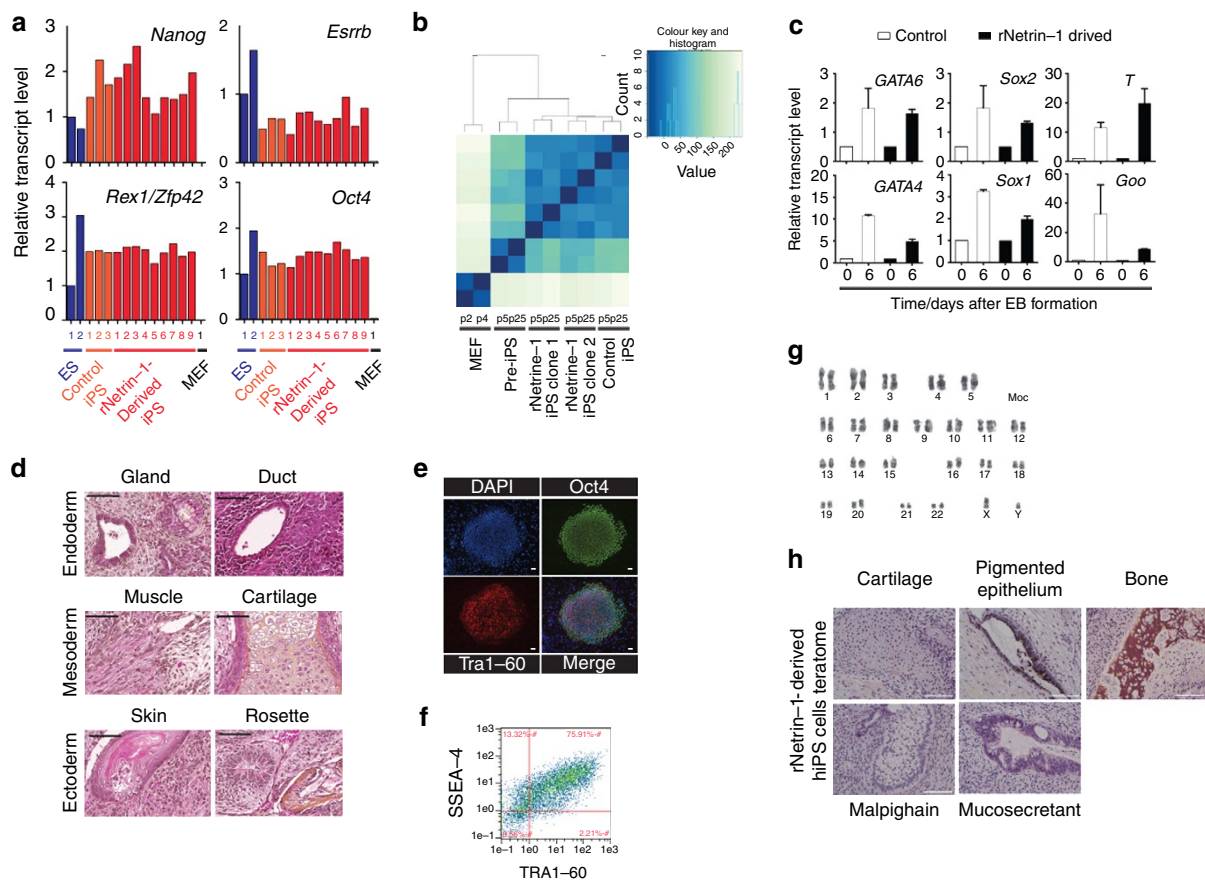 a
Nanog
Esrrb
Relative transcript level
3
2
1
0
2
1
0
Rex1/Zfp42
Oct4
4
3
2
1
0
3
2
1
0
1 2 1 2 3 1 2 3 4 5 6 7 8 9 1
1 2 1 2 3 1 2 3 4 5 6 7 8 9 1
ES
Control
iPS
rNetrin–1-
Derived
iPS
MEF
ES
Control
iPS
rNetrin–1-
Derived
iPS
MEF
b
Colour key and
histogram
Count
10
8
6
4
2
0
0 50 100 150 200
Value
p2 p4 p5p25 p5p25 p5p25 p5p25
MEF
Pre-iPS
rNetrine–1
iPS clone 1
rNetrine–1
iPS clone 2
Control
iPS
c
Control
rNetrin–1 drived
Relative transcript level
GATA6
Sox2
T
3
2
1
0
3
2
1
0
30
20
10
0
GATA4
Sox1
Goo
20
15
10
5
0
4
3
2
1
0
60
40
20
0
0 6 0 6
0 6 0 6
0 6 0 6
Time/days after EB formation
d
Gland
Duct
Endoderm
Muscle
Cartilage
Mesoderm
Skin
Rosette
Ectoderm
e
DAPI
Oct4
Tra1–60
Merge
f
SSEA–4
1e3
1e2
1e1
1e0
1e–1
13.32%-#
75.91%-#
2.21%-#
1e–1 1e0 1e1 1e2 1e3
TRA1–60
g
1 2 3 4 5
Moc
6 7 8 9 10 11 12
13 14 15 16 17 18
19 20 21 22 X Y
h
Cartilage
Pigmented
epithelium
Bone
rNetrin–1- derived
hiPS cells teratome
Malpighain
Mucosecretant